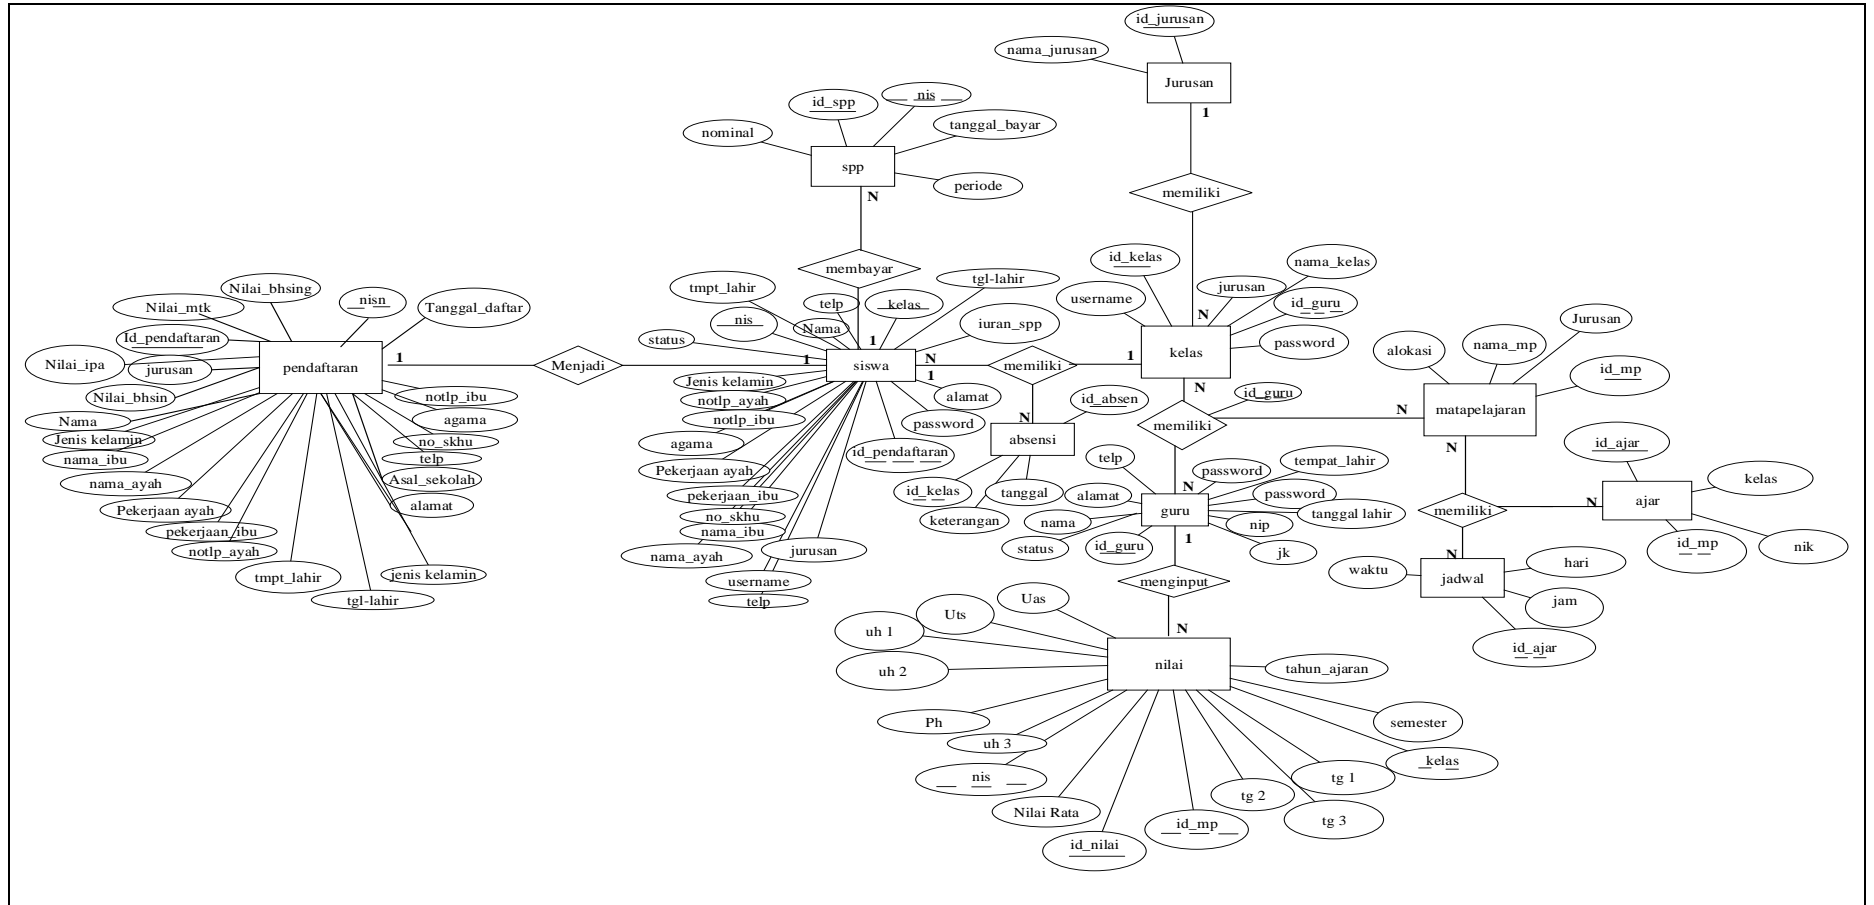 id_jurusan
nama_jurusan
Jurusan
1
memiliki
N
id_spp
nis
nominal
tanggal_bayar
spp
periode
N
membayar
1
Nilai_bhsing
Nilai_mtk
nisn
Tanggal_daftar
Id_pendaftaran
Nilai_ipa
jurusan
pendaftaran
Nilai_bhsin
Nama
Jenis kelamin
nama_ibu
nama_ayah
Pekerjaan ayah
pekerjaan_ibu
notlp_ayah
tmpt_lahir
tgl-lahir
jenis kelamin
alamat
Asal_sekolah
telp
no_skhu
agama
notlp_ibu
1
Menjadi
1
tmpt_lahir
telp
kelas
tgl-lahir
nis
Nama
iuran_spp
status
siswa
Jenis kelamin
notlp_ayah
notlp_ibu
agama
Pekerjaan ayah
pekerjaan_ibu
no_skhu
nama_ibu
nama_ayah
jurusan
username
telp
id_pendaftaran
password
alamat
N
1
memiliki
1
N
id_absen
absensi
id_kelas
tanggal
keterangan
id_kelas
nama_kelas
username
jurusan
id_guru
kelas
password
N
memiliki
id_guru
N
N
Jurusan
nama_mp
alokasi
id_mp
matapelajaran
N
memiliki
N
N
id_ajar
kelas
ajar
id_mp
nik
waktu
jadwal
hari
jam
id_ajar
telp
password
tempat_lahir
alamat
password
nama
guru
tanggal lahir
status
nip
id_guru
jk
1
menginput
N
Uas
Uts
uh 1
uh 2
nilai
tahun_ajaran
Ph
semester
uh 3
kelas
nis
tg 1
tg 2
Nilai Rata
tg 3
id_mp
id_nilai